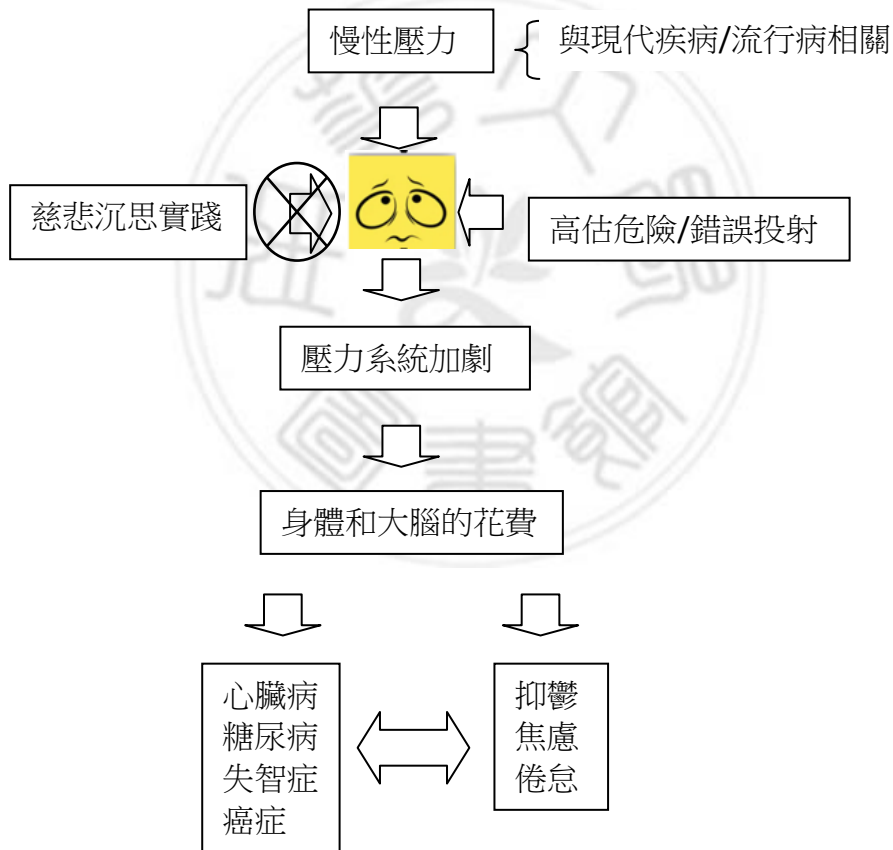 慢性壓力
與現代疾病/流行病相關
慈悲沉思實踐
高估危險/錯誤投射
壓力系統加劇
身體和大腦的花費
心臟病
糖尿病
失智症
癌症
抑鬱
焦慮
倦怠